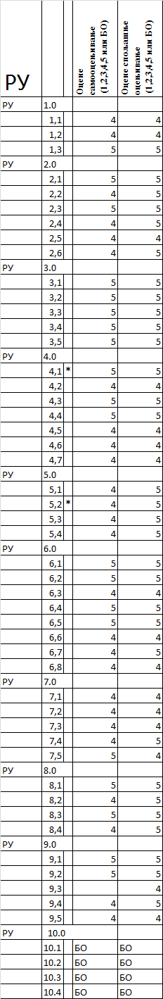 РУ Оцене самооцењивање (1,2,3,4,5 или БО) Оцене спољашње оцењивање (1,2,3,4,5 или БО)
РУ 1.0
1,1 4 4
1,2 4 4
1,3 5 5
РУ 2.0
2,1 5 5
2,2 4 5
2,3 5 5
2,4 4 5
2,5 4 4
2,6 4 5
РУ 3.0
3,1 5 5
3,2 5 5
3,3 5 5
3,4 5 5
3,5 5 5
РУ 4.0
4,1 * 5 5
4,2 4 4
4,3 5 5
4,4 5 5
4,5 4 4
4,6 4 4
4,7 4 4
РУ 5.0
5,1 4 5
5,2 * 4 5
5,3 4 5
5,4 4 5
РУ 6.0
6,1 5 5
6,2 5 5
6,3 4 4
6,4 5 5
6,5 5 5
6,6 4 4
6,7 4 5
6,8 4 4
РУ 7.0
7,1 4 4
7,2 4 4
7,3 4 4
7,4 4 5
7,5 5 4
РУ 8.0
8,1 5 5
8,2 4 5
8,3 5 5
8,4 4 5
РУ 9.0
9,1 5 5
9,2 5 5
9,3 4
9,4 4 5
9,5 4 4
РУ 10.0
10.1 БО БО
10.2 БО БО
10.3 БО БО
10.4 БО БО